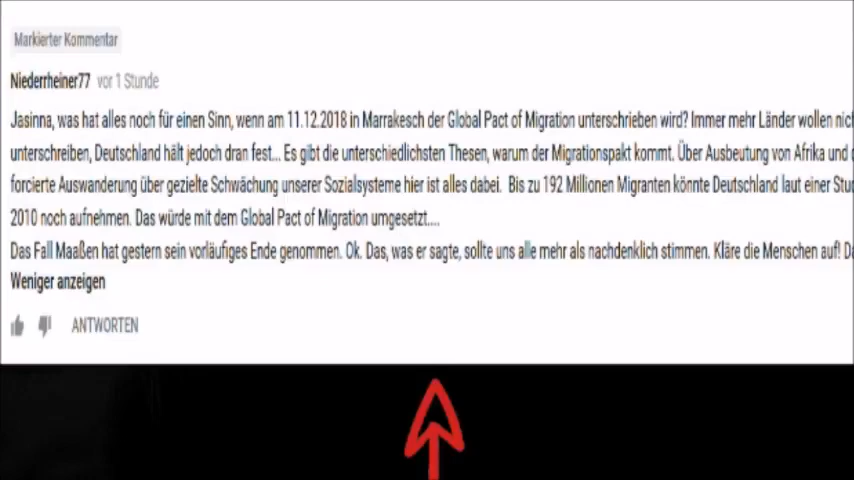 Markierter Kommentar
Niederrheiner77 vor 1 Stunde
Jasinna, was hat alles noch für einen Sinn, wenn am 11.12.2018 in Marrakesch der Global Pact of Migration unterschrieben wird? Immer mehr Länder wollen nic
unterschreiben, Deutschland hält jedoch dran fest... Es gibt die unterschiedlichsten Thesen, warum der Migrationspakt kommt. Über Ausbeutung von Afrika und
forcierte Auswanderung über gezielte Schwächung unserer Sozialsysteme hier ist alles dabei. Bis zu 192 Millionen Migranten könnte Deutschland laut einer Stu
2010 noch aufnehmen. Das würde mit dem Global Pact of Migration umgesetzt....
Das Fall Maaßen hat gestern sein vorläufiges Ende genommen. Ok. Das, was er sagte, sollte uns alle mehr als nachdenklich stimmen. Kläre die Menschen auf! Da
Weniger anzeigen
ANTWORTEN